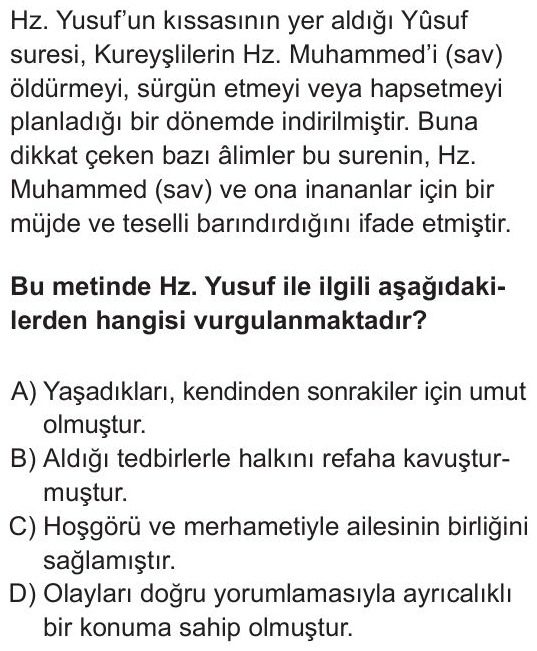 Hz. Yusuf’un kıssasının yer aldığı Yûsuf
suresi, Kureyşlilerin Hz. Muhammed’i (sav)
öldürmeyi, sürgün etmeyi veya hapsetmeyi
planladığı bir dönemde indirilmiştir. Buna
dikkat çeken bazı âlimler bu surenin, Hz.
Muhammed (sav) ve ona inananlar için bir
müjde ve teselli barındırdığını ifade etmiştir.
Bu metinde Hz. Yusuf ile ilgili aşağıdaki-
lerden hangisi vurgulanmaktadır?
A) Yaşadıkları, kendinden sonrakiler için umut
olmuştur.
B) Aldığı tedbirlerle halkını refaha kavuştur-
muştur.
C) Hoşgörü ve merhametiyle ailesinin birliğini
sağlamıştır.
D) Olayları doğru yorumlamasıyla ayrıcalıklı
bir konuma sahip olmuştur.